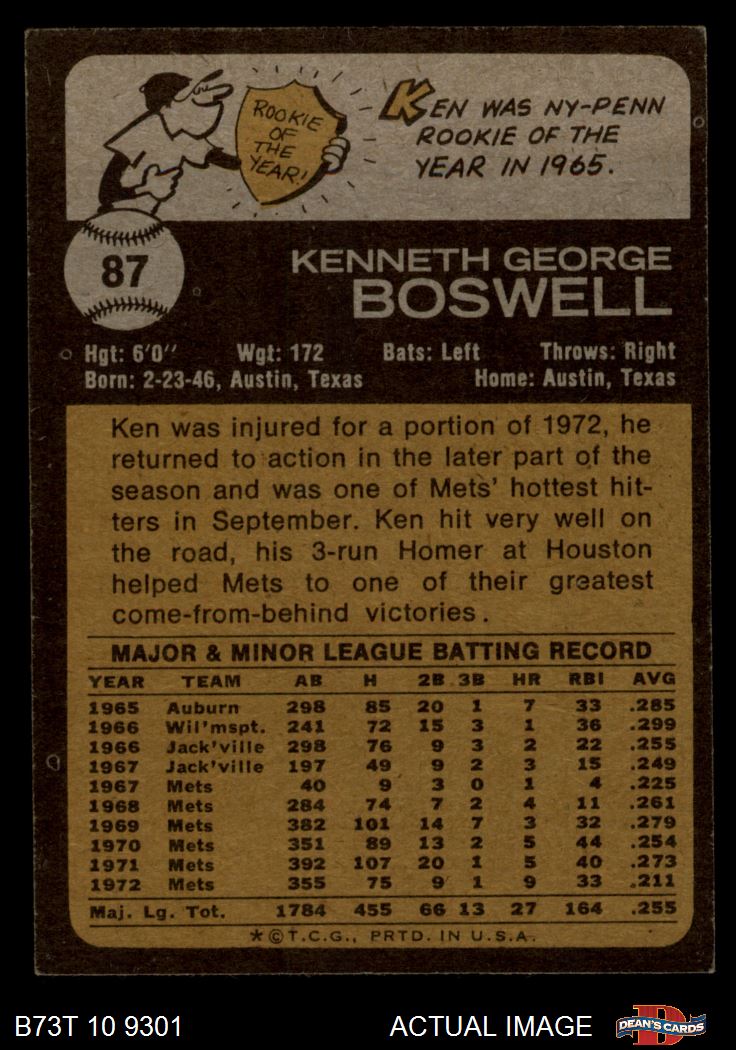 ROOKIE
OF
THE
YEAR!
KEN WAS NY-PENN
ROOKIE OF THE
YEAR IN 1965.
87
KENNETH GEORGE
BOSWELL
Hgt: 6'0" Wgt: 172 Bats: Left Throws: Right
Born: 2-23-46, Austin, Texas Home: Austin, Texas
Ken was injured for a portion of 1972, he
returned to action in the later part of the
season and was one of Mets' hottest hit-
ters in September. Ken hit very well on
the road, his 3-run Homer at Houston
helped Mets to one of their greatest
come-from-behind victories.
MAJOR & MINOR LEAGUE BATTING RECORD
YEAR TEAM AB H 2B 3B HR RBI AVG
1965 Auburn 298 85 20 1 7 33 .285
1966 Wil'mspt. 241 72 15 3 1 36 .299
1966 Jack'ville 298 76 9 3 2 22 .255
1967 Jack'ville 197 49 9 2 3 15 .249
1967 Mets 40 9 3 0 1 4 .225
1968 Mets 284 74 7 2 4 11 .261
1969 Mets 382 101 14 7 3 32 .279
1970 Mets 351 89 13 2 5 44 .254
1971 Mets 392 107 20 1 5 40 .273
1972 Mets 355 75 9 1 9 33 .211
Maj. Lg. Tot. 1784 455 66 13 27 164 .255
*©T.C.G., PRTD. IN U.S.A.
B73T 10 9301 ACTUAL IMAGE
D
DEAN'S CARDS